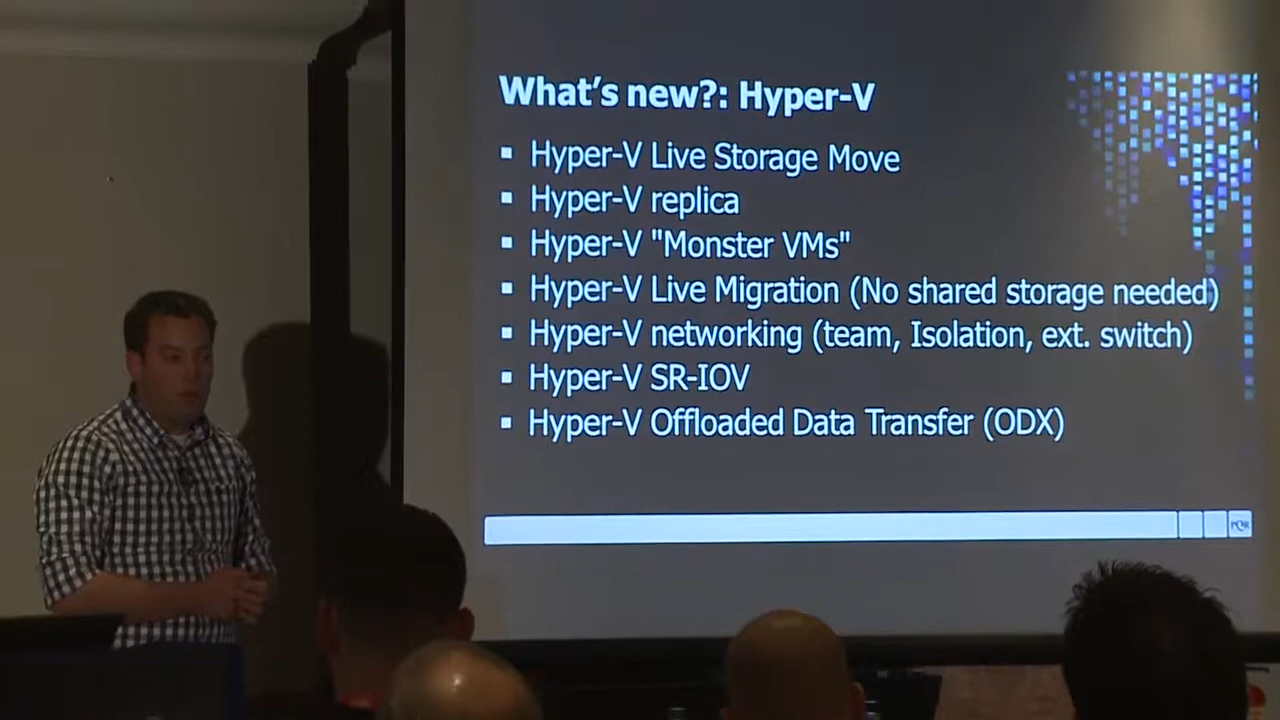 What's new?: Hyper-V
▪ Hyper-V Live Storage Move
▪ Hyper-V replica
▪ Hyper-V "Monster VMs"
▪ Hyper-V Live Migration (No shared storage needed)
▪ Hyper-V networking (team, Isolation, ext. switch)
▪ Hyper-V SR-IOV
▪ Hyper-V Offloaded Data Transfer (ODX)
PQR